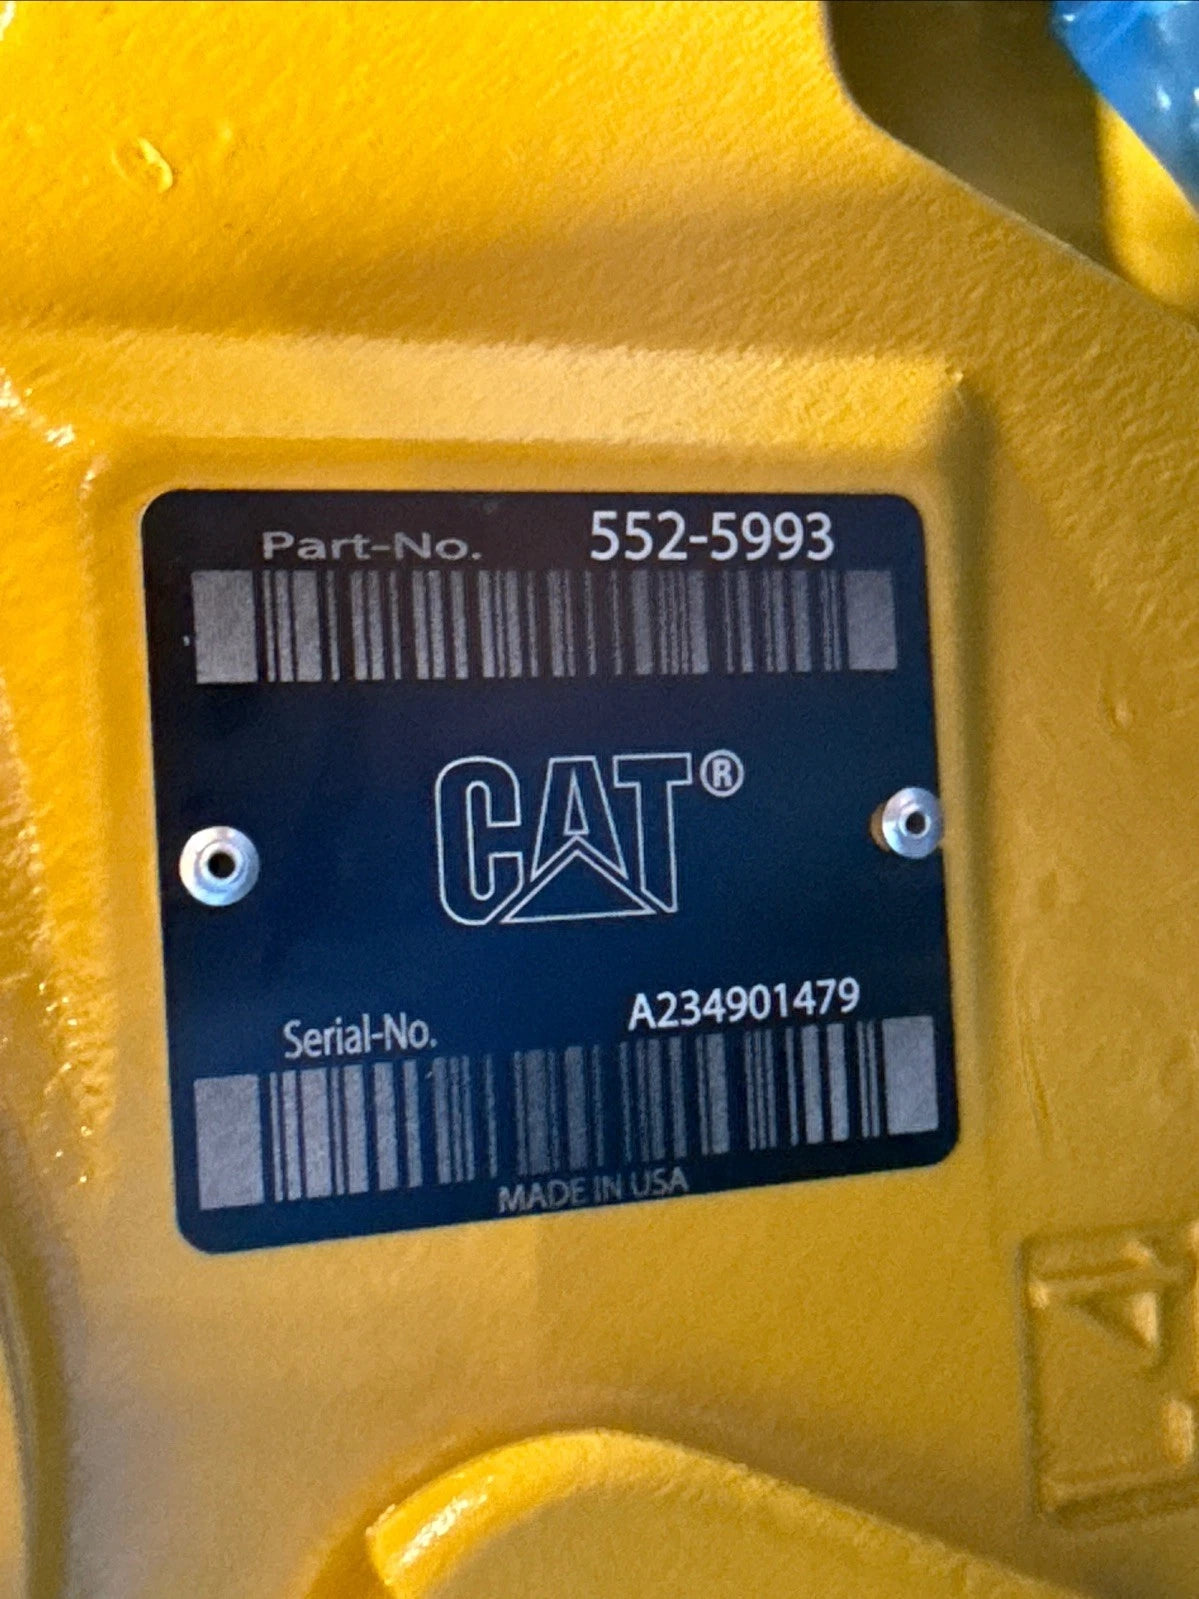 Part-No. 552-5993
CAT®
Serial-No. A234901479
MADE IN USA